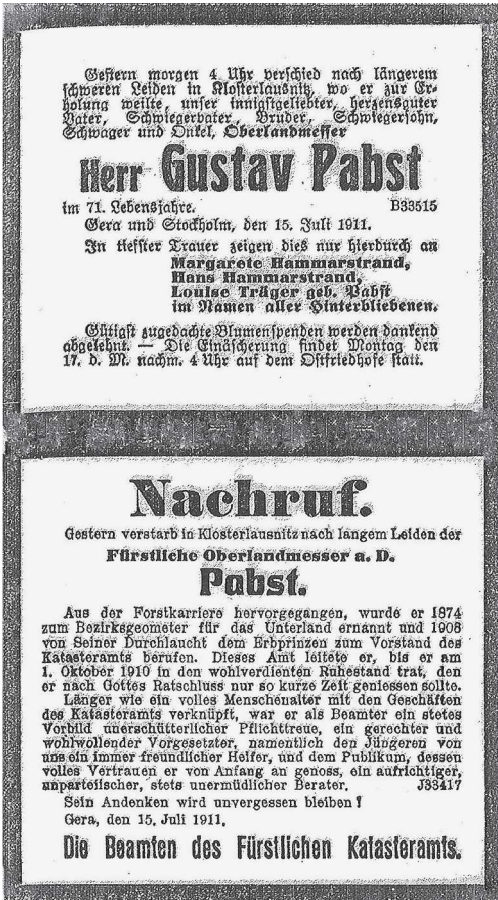 Gestern morgen 4 Uhr verschied nach längerem
schweren Leiden in Klosterlausnitz, wo er zur Er-
holung weilte, unser innigstgeliebter, herzensguter
Vater, Schwiegervater, Bruder, Schwiegersohn,
Schwager und Onkel, Oberlandmesser
Herr Gustav Pabst
im 71. Lebensjahre. B33515
Gera und Stockholm, den 15. Juli 1911.
In tiefster Trauer zeigen dies nur hierdurch an
Margarete Hammarstrand,
Hans Hammarstrand,
Louise Träger geb. Pabst
im Namen aller Hinterbliebenen.
Gütigst zugedachte Blumenspenden werden dankend
abgelehnt. — Die Einäscherung findet Montag den
17. d. M. nachm. 4 Uhr auf dem Ostfriedhofe statt.
Nachruf.
Gestern verstarb in Klosterlausnitz nach langem Leiden der
Fürstliche Oberlandmesser a. D.
Pabst.
Aus der Forstkarriere hervorgegangen, wurde er 1874
zum Bezirksgeometer für das Unterland ernannt und 1908
von Seiner Durchlaucht dem Erbprinzen zum Vorstand des
Katasteramts berufen. Dieses Amt leitete er, bis er am
1. Oktober 1910 in den wohlverdienten Ruhestand trat, den
er nach Gottes Ratschluss nur so kurze Zeit geniessen sollte.
Länger wie ein volles Menschenalter mit den Geschäften
des Katasteramts verknüpft, war er als Beamter ein stetes
Vorbild unerschütterlicher Pflichttreue, ein gerechter und
wohlwollender Vorgesetzter, namentlich den Jüngeren von
uns ein immer freundlicher Helfer, und dem Publikum, dessen
volles Vertrauen er von Anfang an genoss, ein aufrichtiger,
unparteiischer, stets unermüdlicher Berater. J33417
Sein Andenken wird unvergessen bleiben!
Gera, den 15. Juli 1911.
Die Beamten des Fürstlichen Katasteramts.